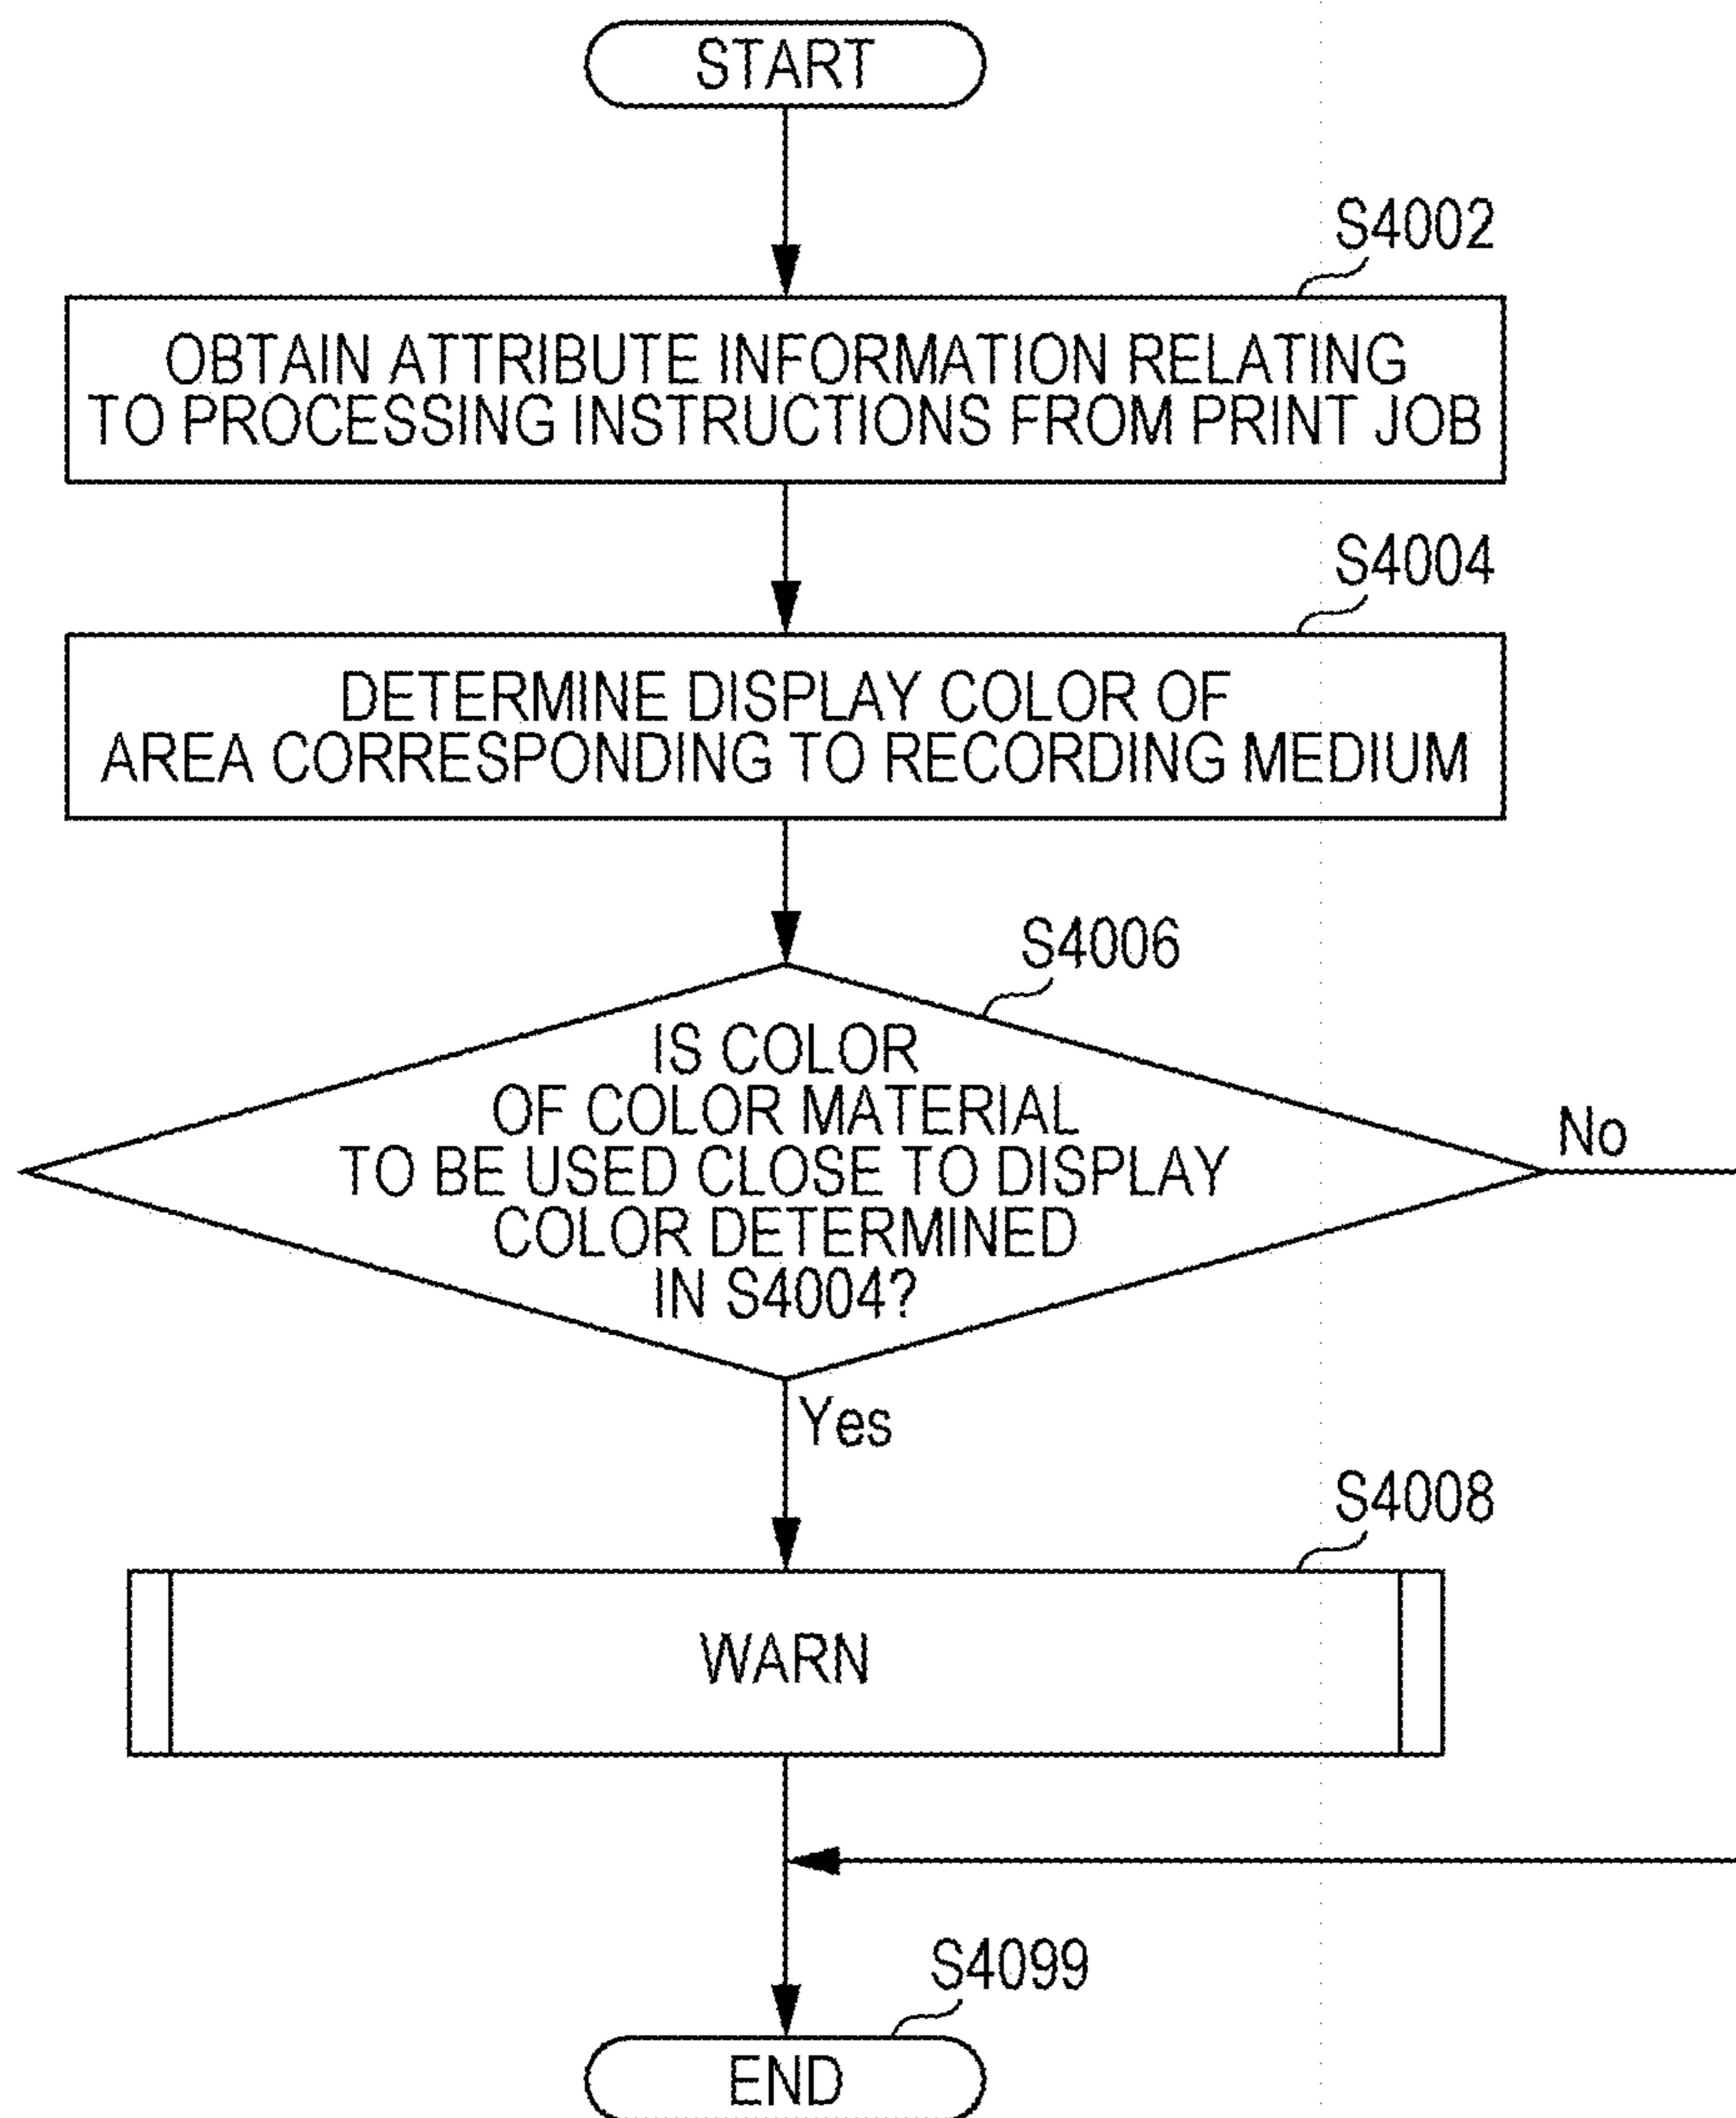 START
S4002
OBTAIN ATTRIBUTE INFORMATION RELATING
TO PROCESSING INSTRUCTIONS FROM PRINT JOB
S4004
DETERMINE DISPLAY COLOR OF
AREA CORRESPONDING TO RECORDING MEDIUM
S4006
IS COLOR
OF COLOR MATERIAL
TO BE USED CLOSE TO DISPLAY
COLOR DETERMINED
IN S4004?
No
Yes
S4008
WARN
S4099
END